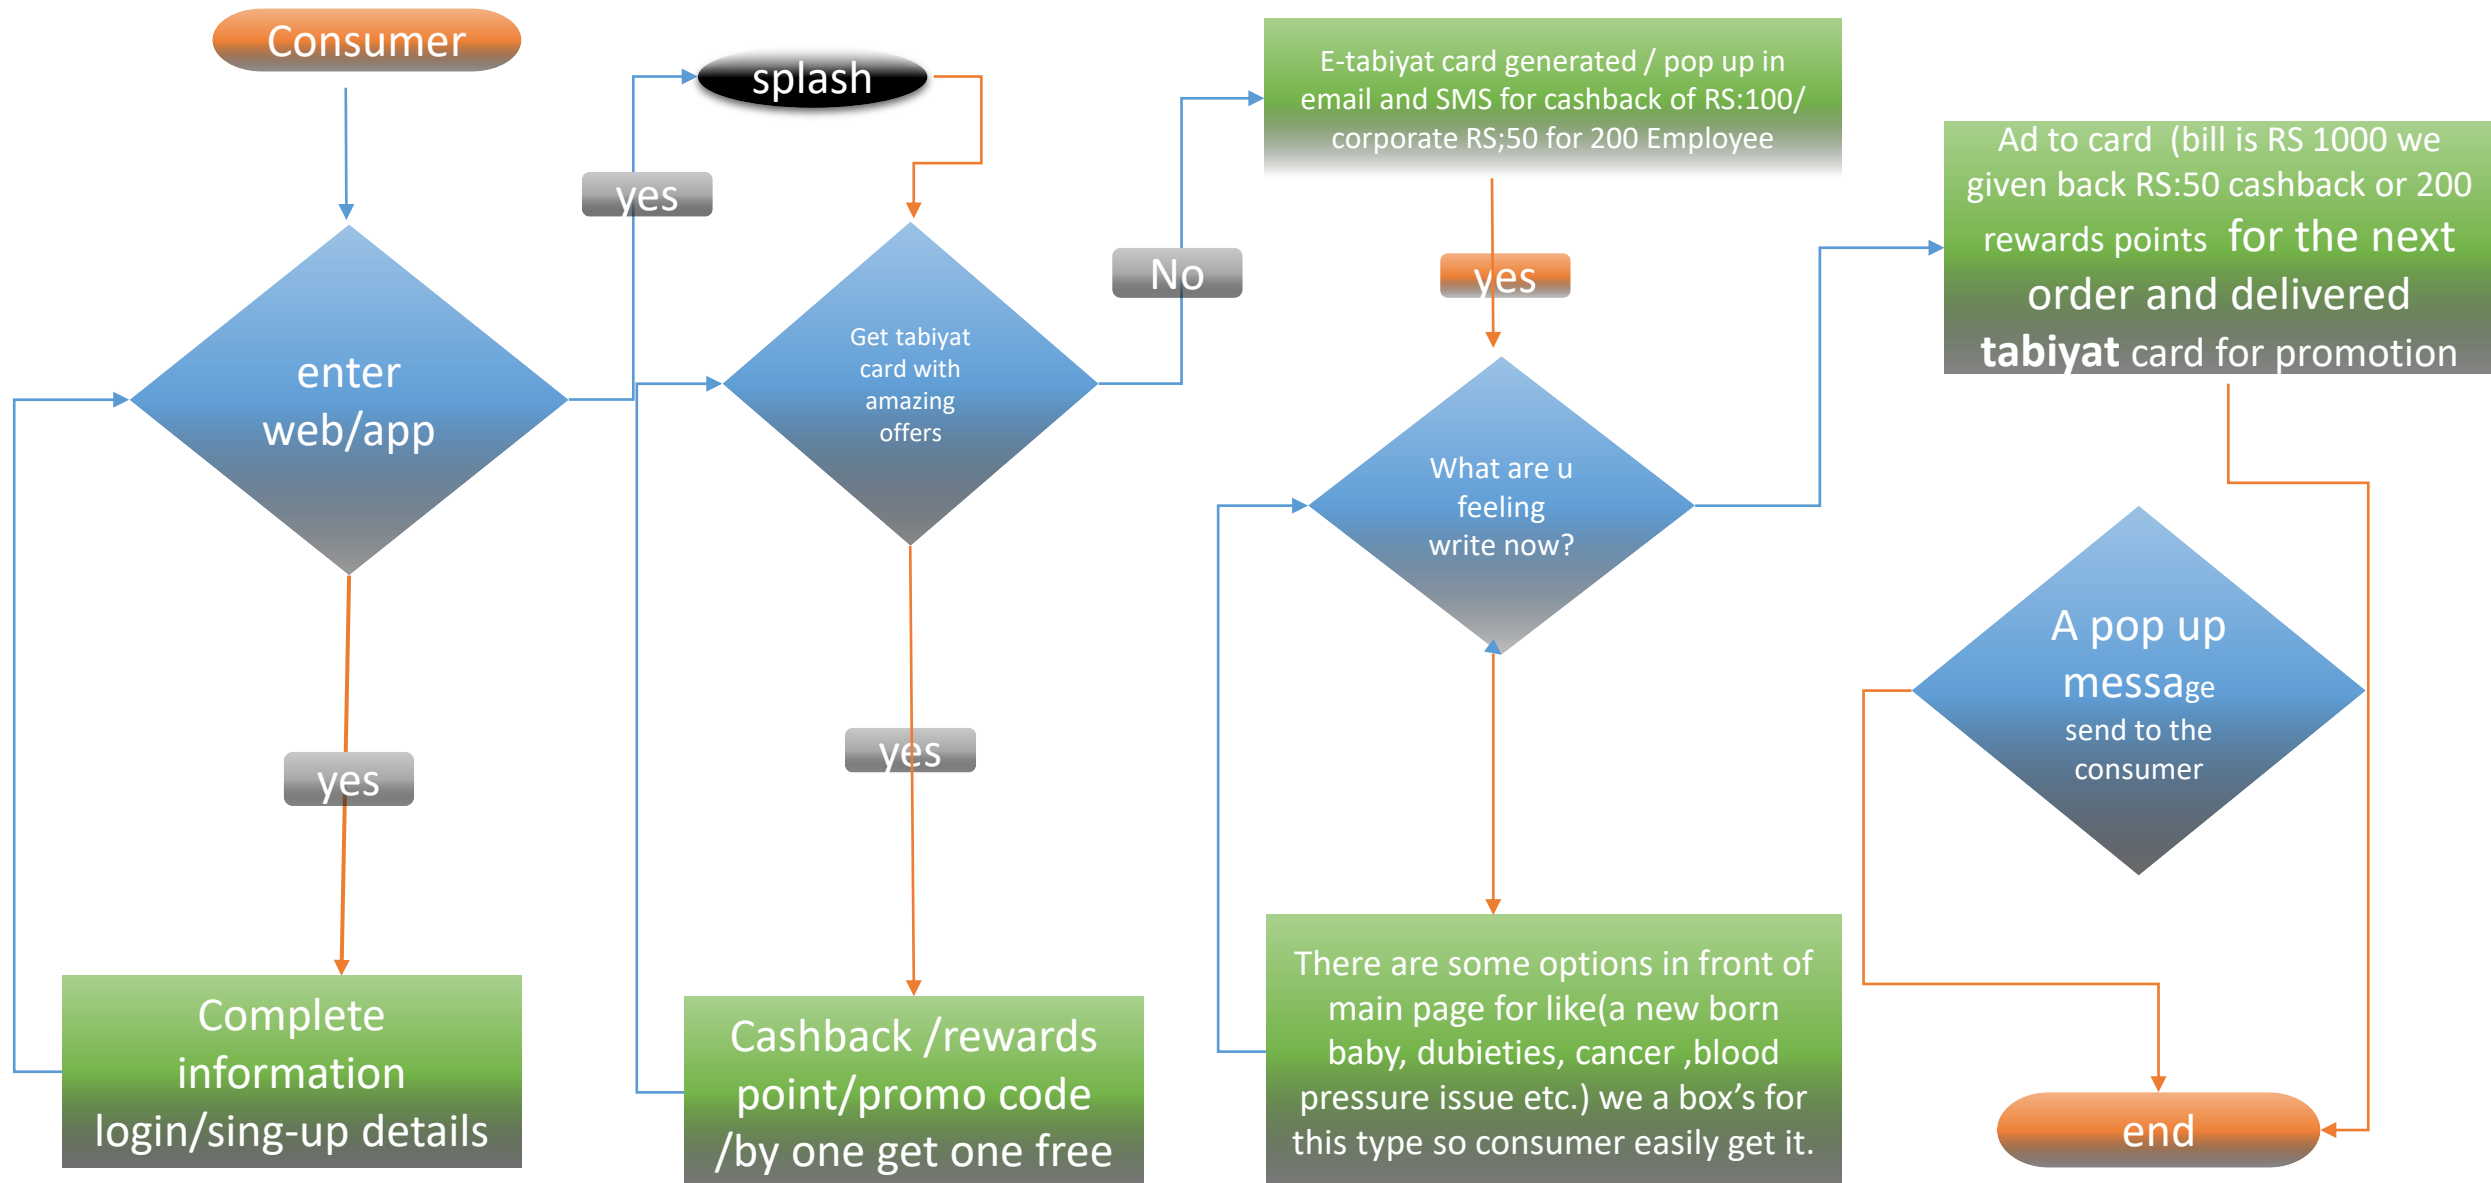 Consumer
enter
web/app
yes
Complete
information
login/sing-up details
yes
splash
Get tabiyat
card with
amazing
offers
yes
Cashback /rewards
point/promo code
/by one get one free
No
E-tabiyat card generated / pop up in
email and SMS for cashback of RS:100/
corporate RS;50 for 200 Employee
yes
What are u
feeling
write now?
There are some options in front of
main page for like(a new born
baby, dubieties, cancer ,blood
pressure issue etc.) we a box’s for
this type so consumer easily get it.
Ad to card (bill is RS 1000 we
given back RS:50 cashback or 200
rewards points for the next
order and delivered
tabiyat card for promotion
A pop up
message
send to the
consumer
end